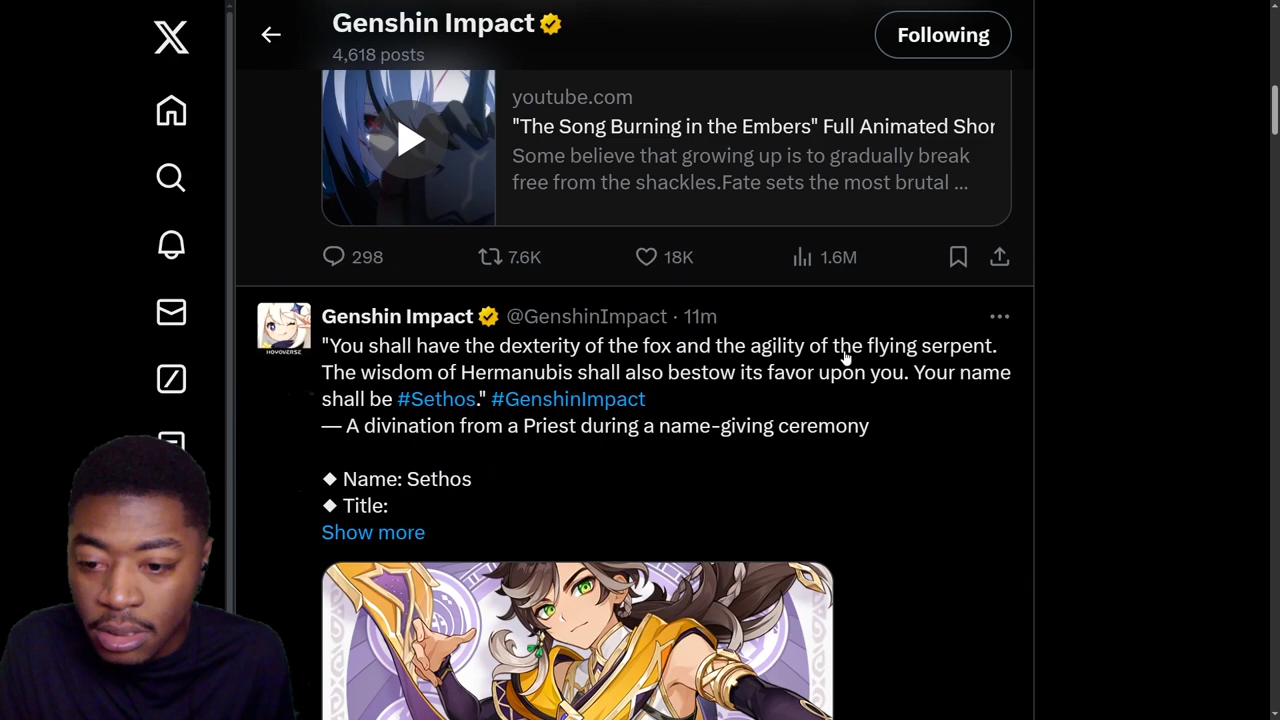 Genshin Impact
4,618 posts
Following
youtube.com
"The Song Burning in the Embers" Full Animated Shor
Some believe that growing up is to gradually break
free from the shackles.Fate sets the most brutal ...
298 7.6K 18K 1.6M
Genshin Impact @GenshinImpact · 11m
HOYOVERSE
"You shall have the dexterity of the fox and the agility of the flying serpent.
The wisdom of Hermanubis shall also bestow its favor upon you. Your name
shall be #Sethos." #GenshinImpact
— A divination from a Priest during a name-giving ceremony
◆ Name: Sethos
◆ Title:
Show more